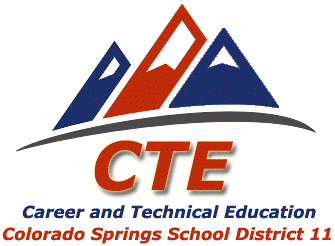 CTE
Career and Technical Education
Colorado Springs School District 11